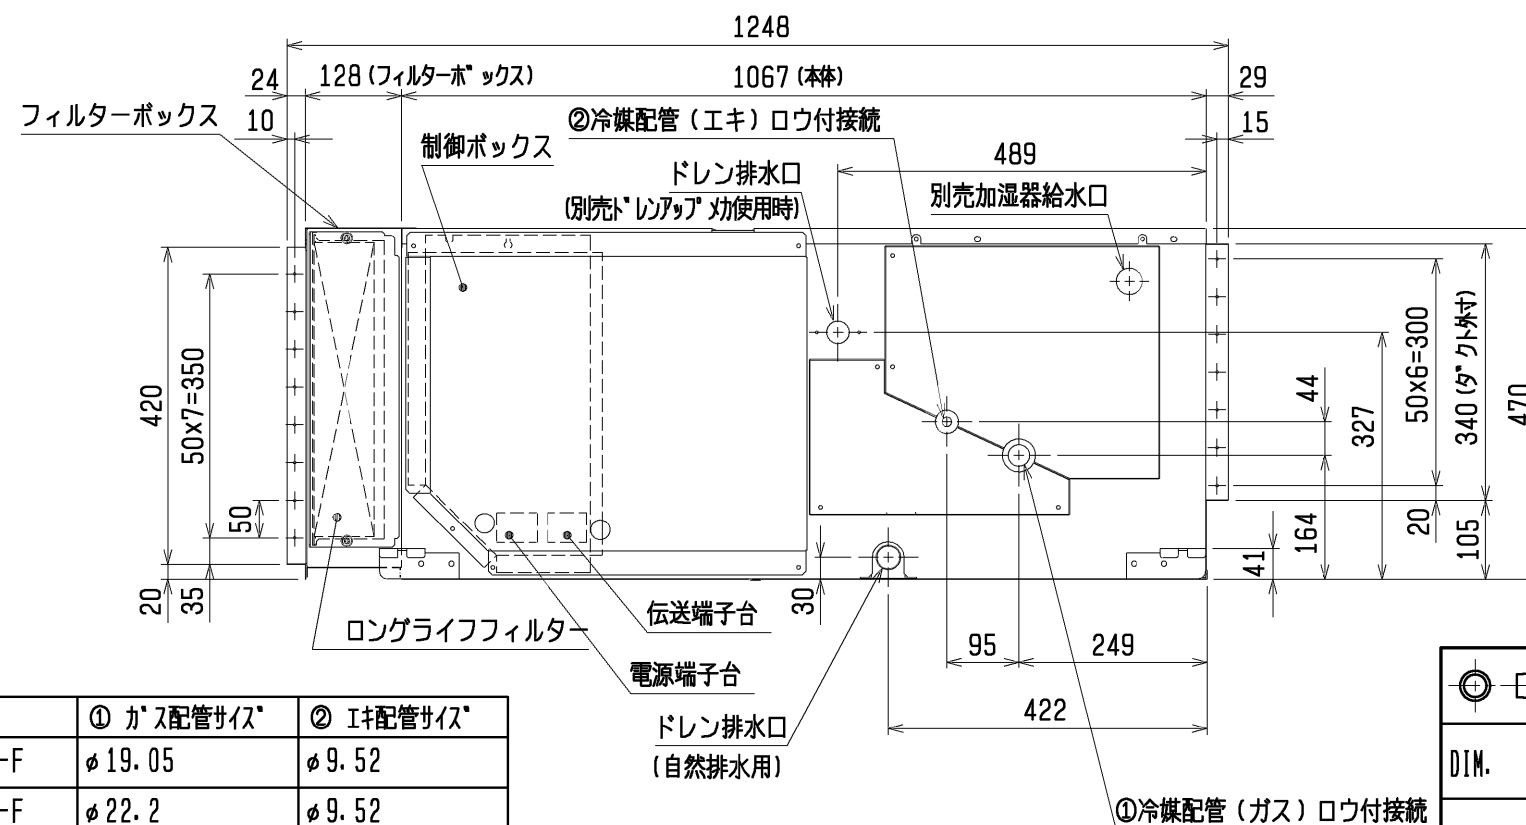 1248
24
128 (フィルターボックス)
1067 (本体)
29
フィルターボックス
10
②冷媒配管(エキ)ロウ付接続
15
制御ボックス
489
ドレン排水口
(別売ドレンアップメカ使用時)
別売加湿器給水口
420
50x7=350
50
20
35
44
327
164
50x6=300
340 (ダクト外寸)
470
20
105
41
30
伝送端子台
ロングライフフィルター
電源端子台
95
249
422
ドレン排水口
(自然排水用)
①冷媒配管(ガス)ロウ付接続
① ガス配管サイズ ② エキ配管サイズ
-F φ19.05 φ9.52
-F φ22.2 φ9.52
DIM.